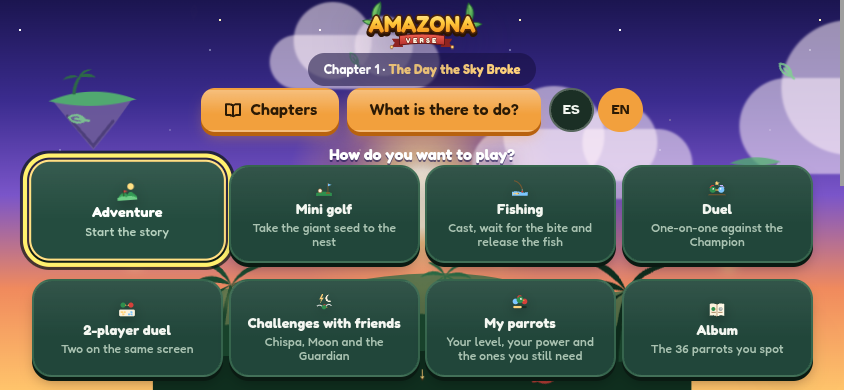 AMAZONA
VERSE
Chapter 1 · The Day the Sky Broke
Chapters
What is there to do?
ES
EN
How do you want to play?
Adventure
Start the story
Mini golf
Take the giant seed to the
nest
Fishing
Cast, wait for the bite and
release the fish
Duel
One-on-one against the
Champion
2-player duel
Two on the same screen
Challenges with friends
Chispa, Moon and the
Guardian
My parrots
Your level, your power and
the ones you still need
Album
The 36 parrots you spot